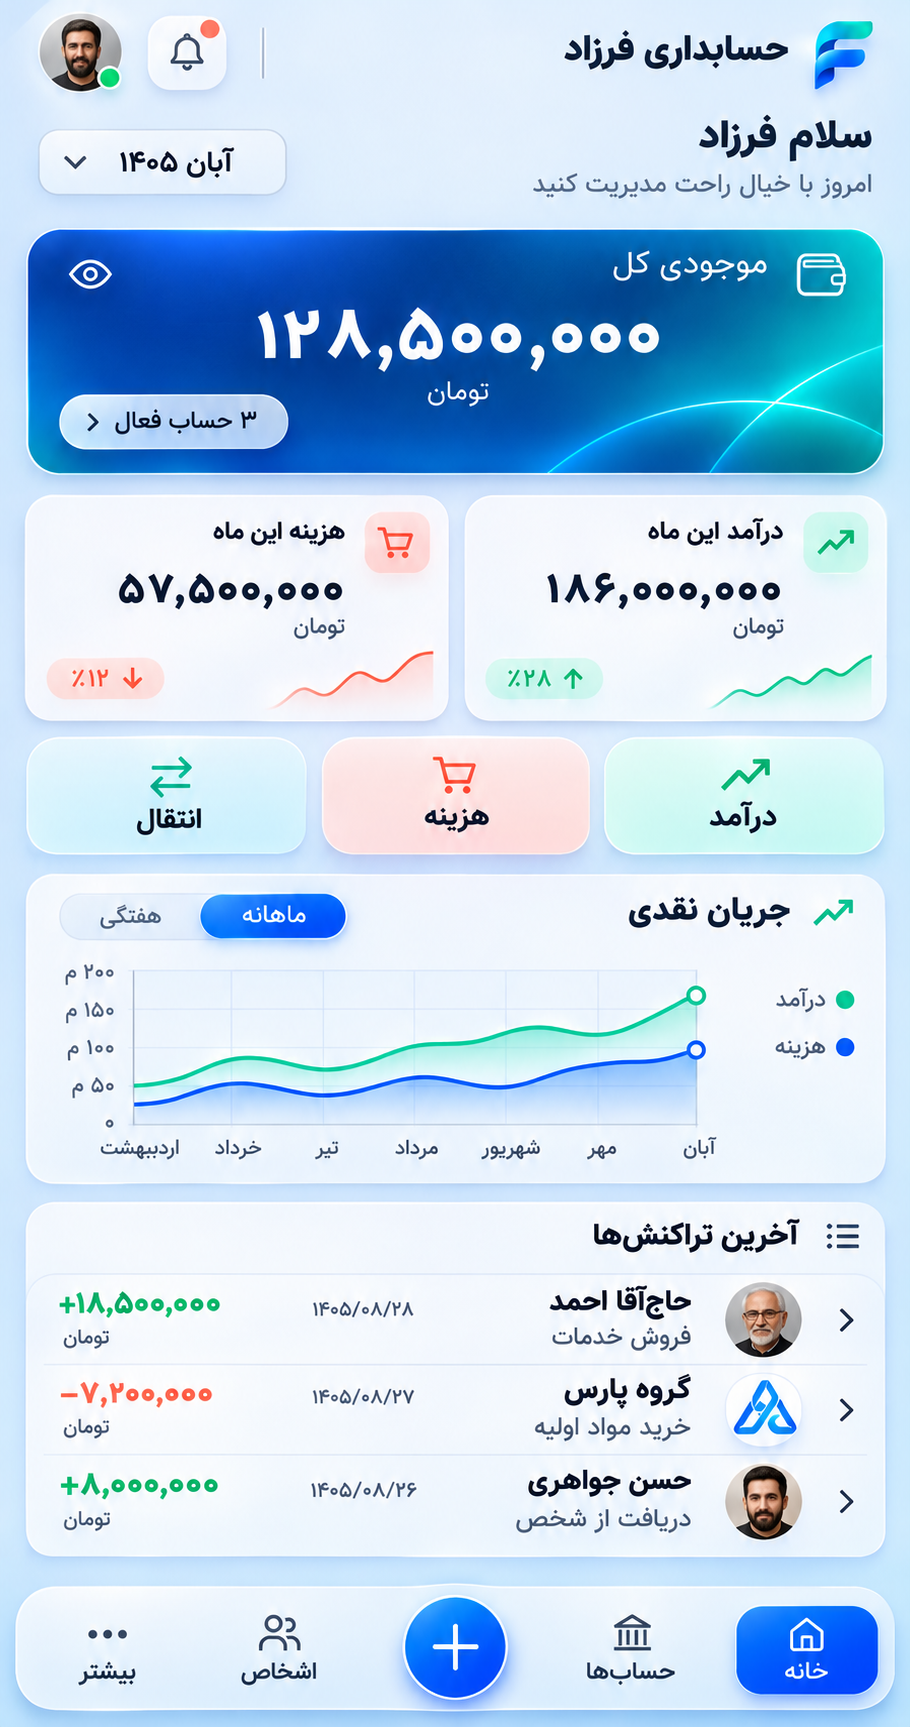 حسابداری فرزاد
سلام فرزاد
امروز با خیال راحت مدیریت کنید
آبان ۱۴۰۵
موجودی کل
۱۲۸,۵۰۰,۰۰۰
تومان
۳ حساب فعال
درآمد این ماه
۱۸۶,۰۰۰,۰۰۰
تومان
٪۲۸
هزینه این ماه
۵۷,۵۰۰,۰۰۰
تومان
٪۱۲
درآمد
هزینه
انتقال
جریان نقدی
ماهانه
هفتگی
درآمد
هزینه
۲۰۰ م
۱۵۰ م
۱۰۰ م
۵۰ م
۰
اردیبهشت
خرداد
تیر
مرداد
شهریور
مهر
آبان
آخرین تراکنش‌ها
حاج‌آقا احمد
فروش خدمات
۱۴۰۵/۰۸/۲۸
+۱۸,۵۰۰,۰۰۰
تومان
گروه پارس
خرید مواد اولیه
۱۴۰۵/۰۸/۲۷
−۷,۲۰۰,۰۰۰
تومان
حسن جواهری
دریافت از شخص
۱۴۰۵/۰۸/۲۶
+۸,۰۰۰,۰۰۰
تومان
خانه
حساب‌ها
اشخاص
بیشتر